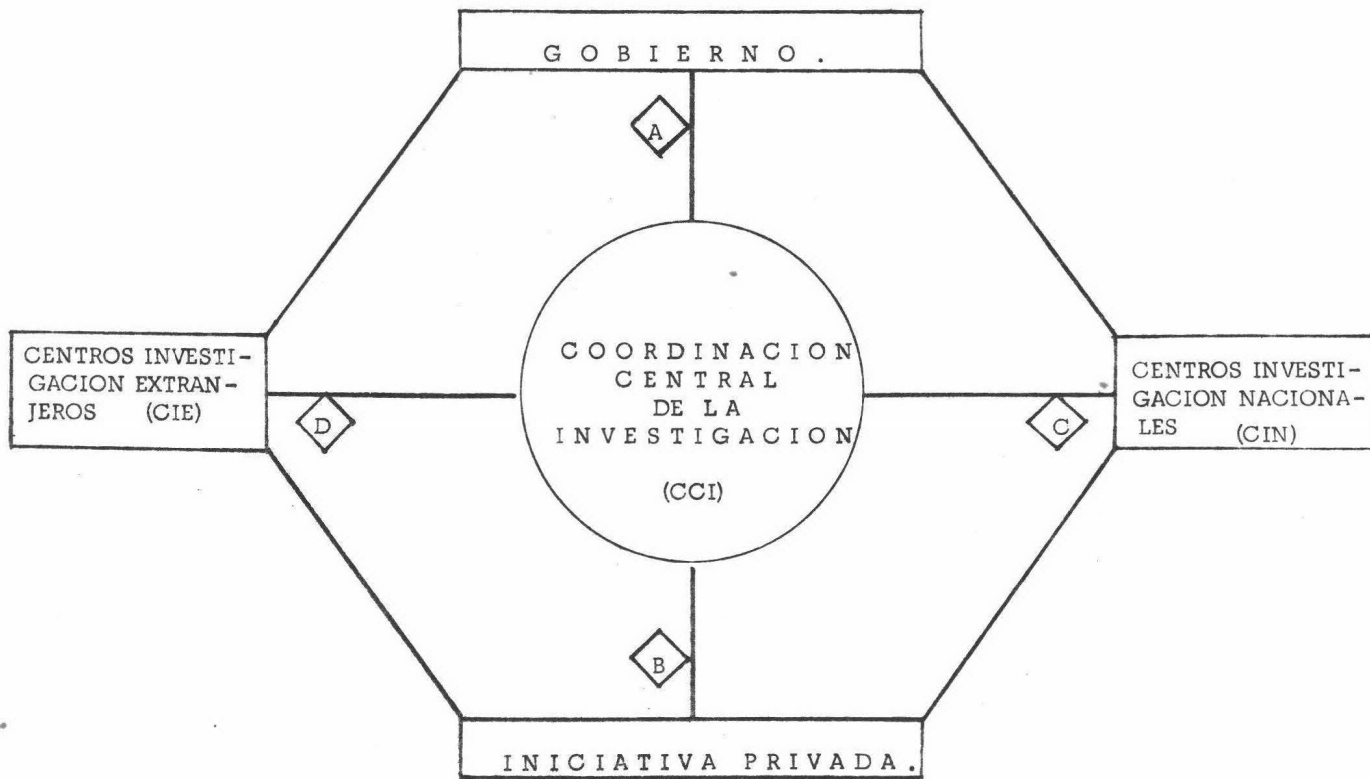 GOBIERNO.
A
CENTROS INVESTI-
GACION EXTRAN-
JEROS (CIE)
D
COORDINACION
CENTRAL
DE LA
INVESTIGACION
(CCI)
C
CENTROS INVESTI-
GACION NACIONA-
LES (CIN)
B
INICIATIVA PRIVADA.